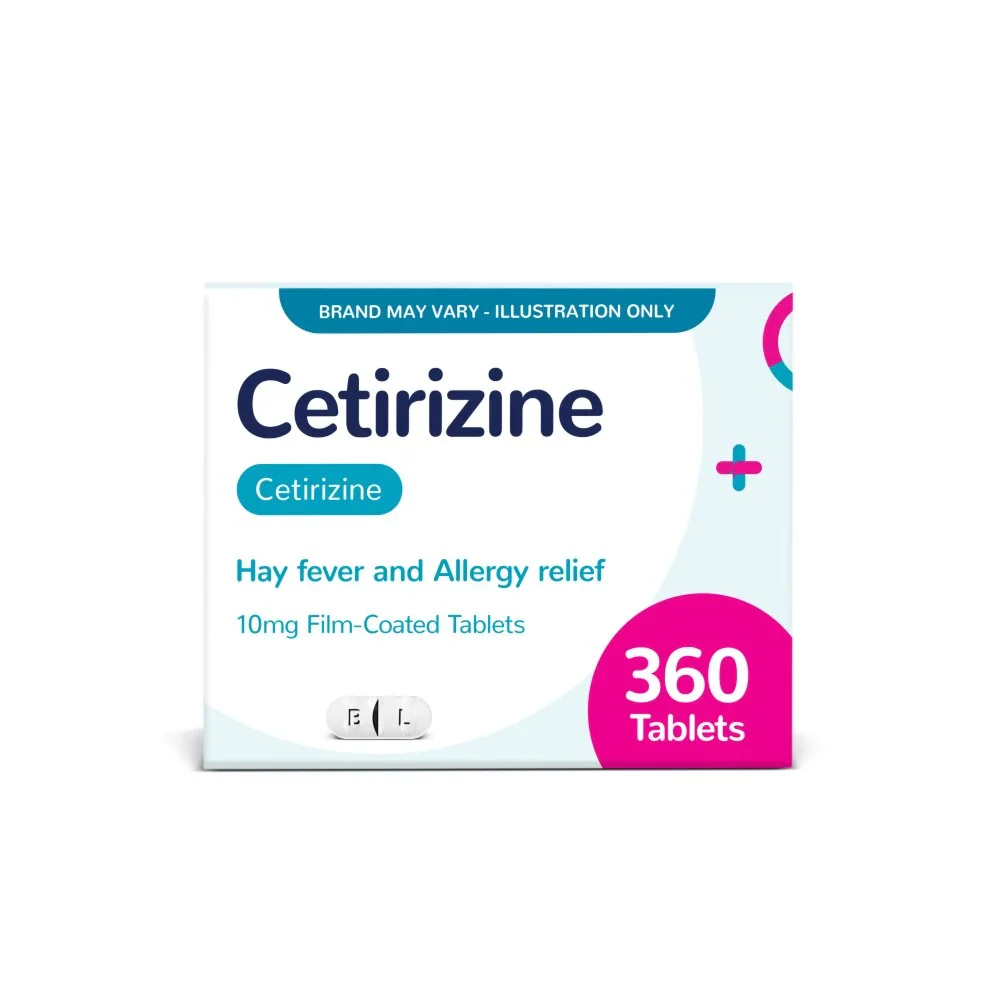 BRAND MAY VARY - ILLUSTRATION ONLY
Cetirizine
Cetirizine
Hay fever and Allergy relief
10mg Film-Coated Tablets
B L
360
Tablets